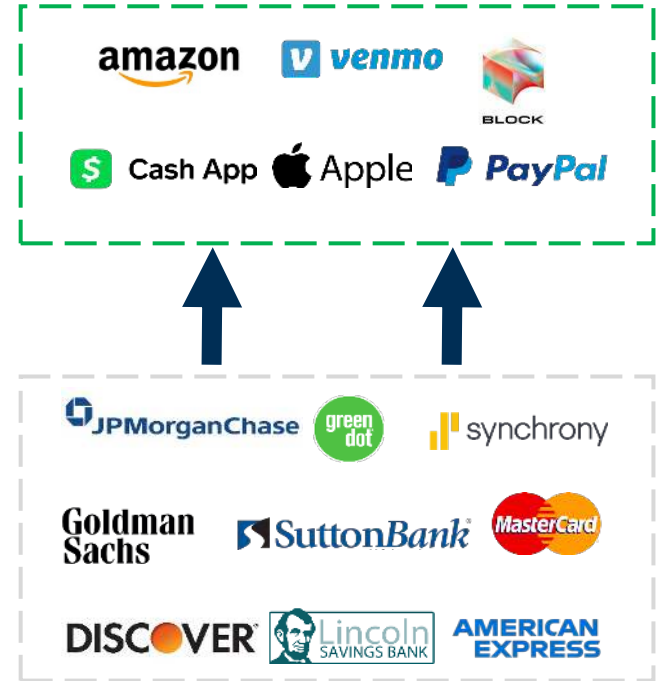 amazon
V venmo
BLOCK
$ Cash App
Apple
P PayPal
JPMorganChase
green
dot
synchrony
Goldman
Sachs
SuttonBank
MasterCard
DISCOVER
Lincoln
SAVINGS BANK
AMERICAN
EXPRESS